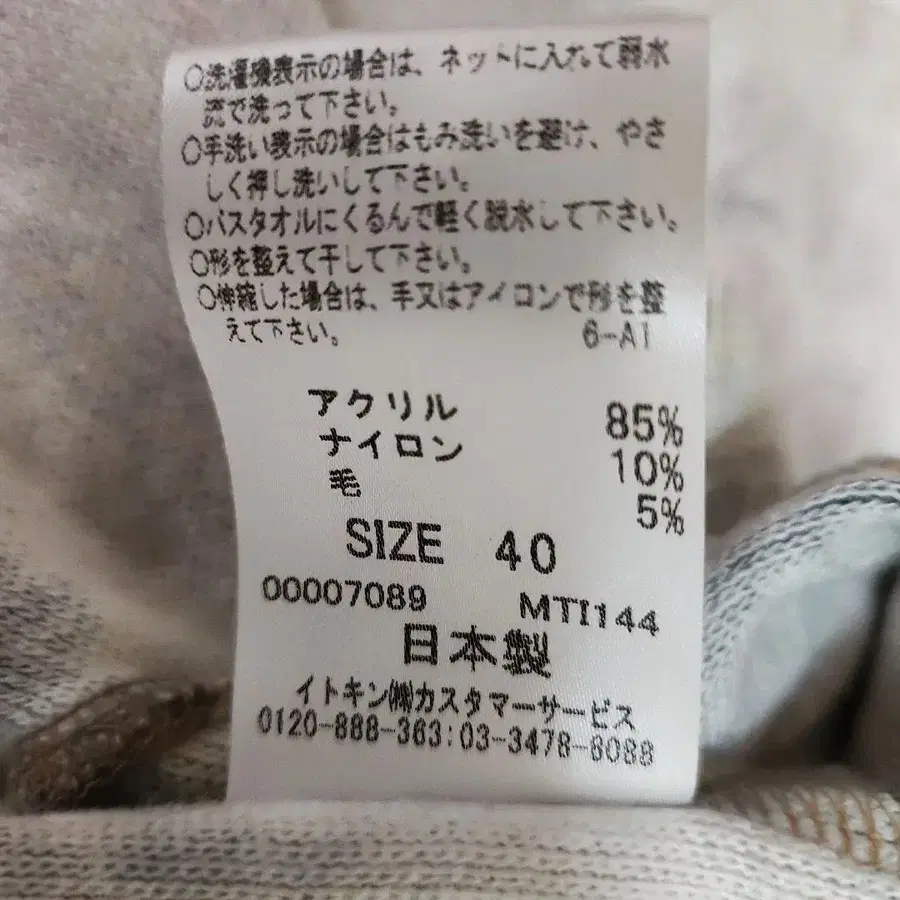 ○洗濯機表示の場合は、ネットに入れて弱水
流で洗って下さい。
○手洗い表示の場合はもみ洗いを避け、やさ
しく押し洗いして下さい。
○バスタオルにくるんで軽く脱水して下さい。
○形を整えて干して下さい。
○伸縮した場合は、手又はアイロンで形を整
えて下さい。 6-A1
アクリル 85%
ナイロン 10%
毛 5%
SIZE 40
00007089 MTI144
日本製
イトキン㈱カスタマーサービス
0120-888-363:03-3478-8088